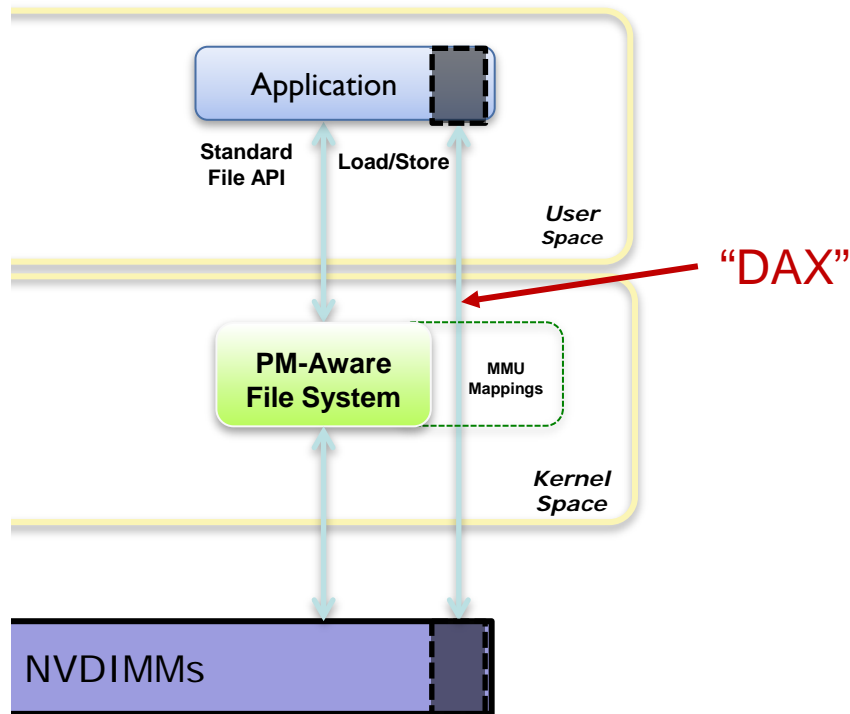 Application
Standard
File API
Load/Store
User
Space
“DAX”
PM-Aware
File System
MMU
Mappings
Kernel
Space
NVDIMMs